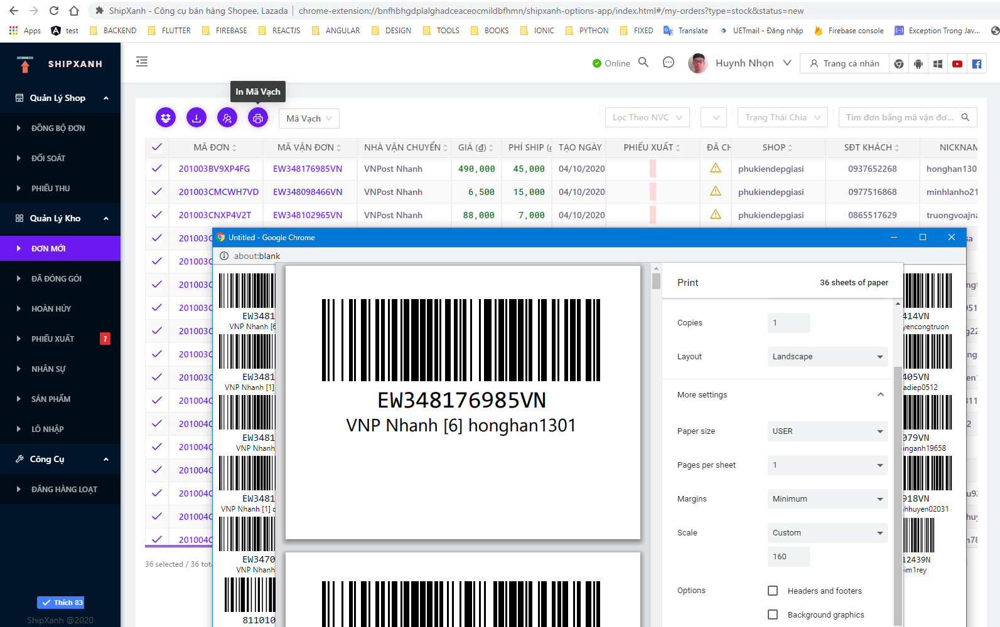 ShipXanh - Công cụ bán hàng Shopee, Lazada | chrome-extension://bnfhbhgdplalghadceaceocmildbfhmn/shipxanh-options-app/index.html#/my-orders?type=stock&status=new
Apps test BACKEND FLUTTER FIREBASE REACTJS ANGULAR DESIGN TOOLS BOOKS IONIC PYTHON FIXED Translate UETmail - Đăng nhập Firebase console Exception Trong Jav...
SHIPXANH
Online Huynh Nhọn Trang cá nhân
In Mã Vạch
Mã Vạch Lọc Theo NVC Trạng Thái Chia Tìm đơn bằng mã vận đơ...
Quản Lý Shop
ĐỒNG BỘ ĐƠN
ĐỐI SOÁT
PHIẾU THU
Quản Lý Kho
ĐƠN MỚI
ĐÃ ĐÓNG GÓI
HOÀN HỦY
PHIẾU XUẤT 1
NHÂN SỰ
SẢN PHẨM
LÔ NHẬP
Công Cụ
ĐĂNG HÀNG LOẠT
Thích 83
ShipXanh @2020
MÃ ĐƠN MÃ VẬN ĐƠN NHÀ VẬN CHUYỂN GIÁ (₫) PHÍ SHIP (₫ TẠO NGÀY PHIẾU XUẤT ĐÃ CH SHOP SĐT KHÁCH NICKNAM
201003BV9XP4FG EW348176985VN VNPost Nhanh 490,000 45,000 04/10/2020 phukiendepgiasi 0937652268 honghan130
201003CMCWH7VD EW348098466VN VNPost Nhanh 6,500 15,000 04/10/2020 phukiendepgiasi 0977516868 minhlanho21
201003CNXP4V2T EW348102965VN VNPost Nhanh 88,000 7,000 04/10/2020 phukiendepgiasi 0865517629 truongvoajna
201003C
201003C
201003C
201003C
201003C
201003C
201003C
201004C
201004C
201004C
201004C
201004C
201004C
201004C
36 selected / 36 tota
Untitled - Google Chrome
about:blank
EW3481
VNP Nhanh [6
EW3481
VNP Nhanh [1]
EW3481
VNP Nhanh
EW3481
VNP Nhanh [1] c
EW3470
VNP Nhanh
811010
EW348176985VN
VNP Nhanh [6] honghan1301
Print 36 sheets of paper
Copies 1
Layout Landscape
More settings
Paper size USER
Pages per sheet 1
Margins Minimum
Scale Custom
160
Options Headers and footers
Background graphics
414VN
yencongtruon
405VN
adiep0512
079VN
anganh19658
918VN
hhuyen02031
12439N
im1rey
sa
ngt
951
g22
ng
en1
311
2
u92
huy
n78